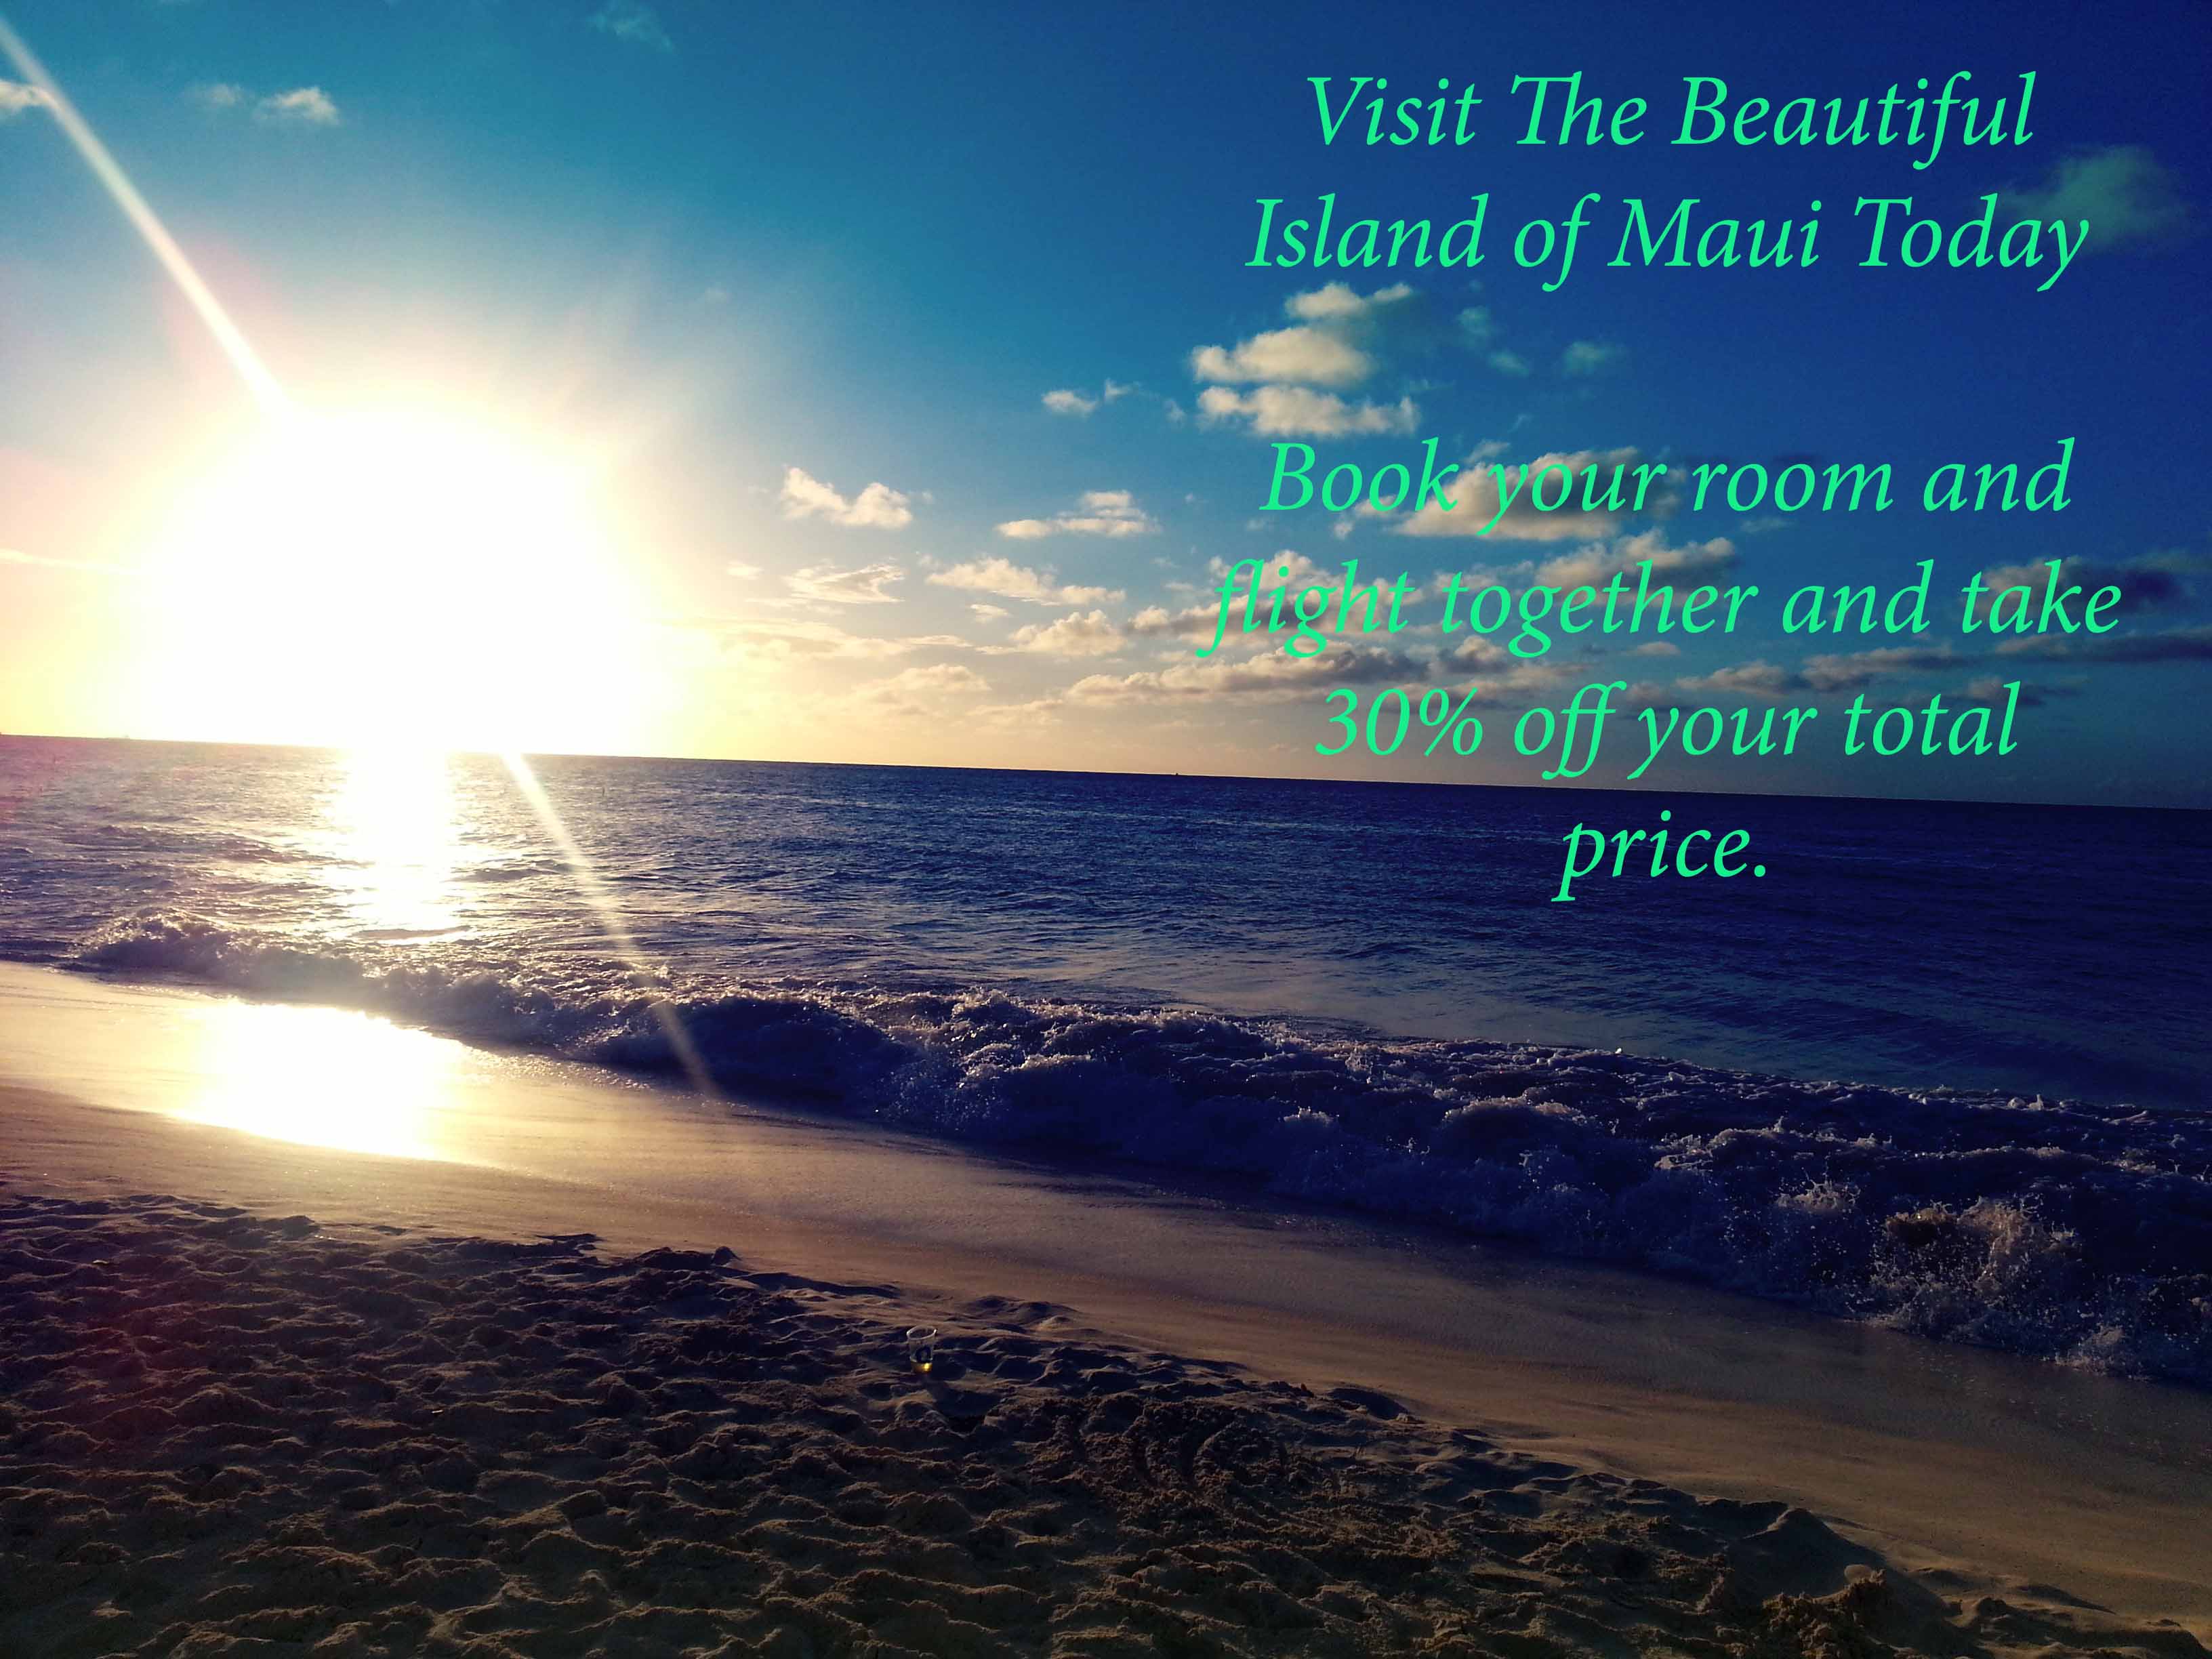 Visit The Beautiful
Island of Maui Today
Book your room and
flight together and take
30% off your total
price.